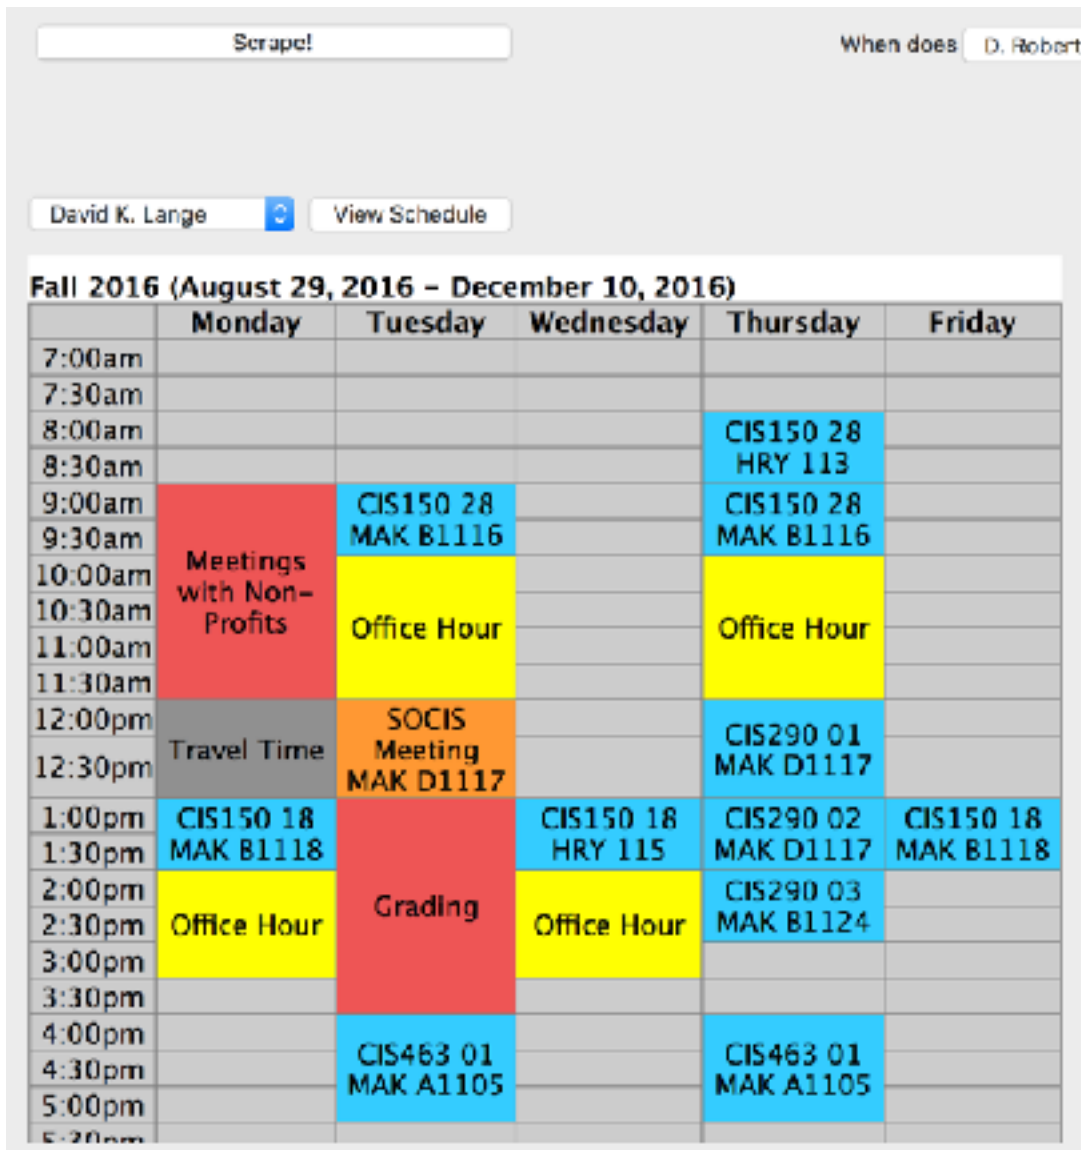 Scrape!
When does D. Robert
David K. Lange View Schedule
Fall 2016 (August 29, 2016 - December 10, 2016)
Monday Tuesday Wednesday Thursday Friday
7:00am
7:30am
8:00am CIS150 28
8:30am HRY 113
9:00am CIS150 28 CIS150 28
9:30am MAK B1116 MAK B1116
10:00am Meetings
10:30am with Non-
Profits Office Hour Office Hour
11:00am
11:30am
12:00pm SOCIS
Travel Time Meeting CIS290 01
12:30pm MAK D1117 MAK D1117
1:00pm CIS150 18 CIS150 18 CIS290 02 CIS150 18
1:30pm MAK B1118 HRY 115 MAK D1117 MAK B1118
2:00pm CIS290 03
2:30pm Office Hour Grading Office Hour MAK B1124
3:00pm
3:30pm
4:00pm
4:30pm CIS463 01 CIS463 01
MAK A1105 MAK A1105
5:00pm
5:30pm